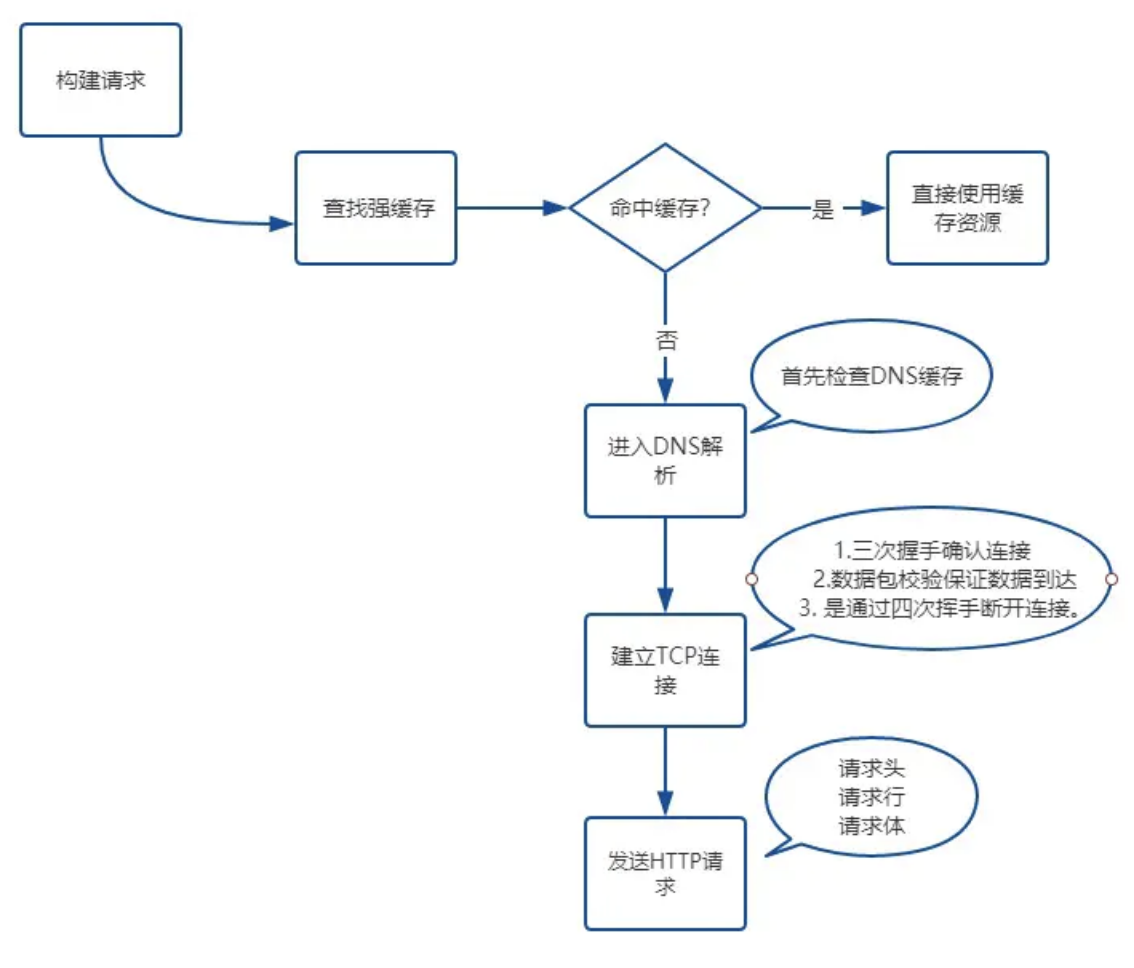 构建请求
查找强缓存
命中缓存?
是
直接使用缓
存资源
否
首先检查DNS缓存
进入DNS解
析
1.三次握手确认连接
2.数据包校验保证数据到达
3. 是通过四次挥手断开连接。
建立TCP连
接
请求头
请求行
请求体
发送HTTP请
求